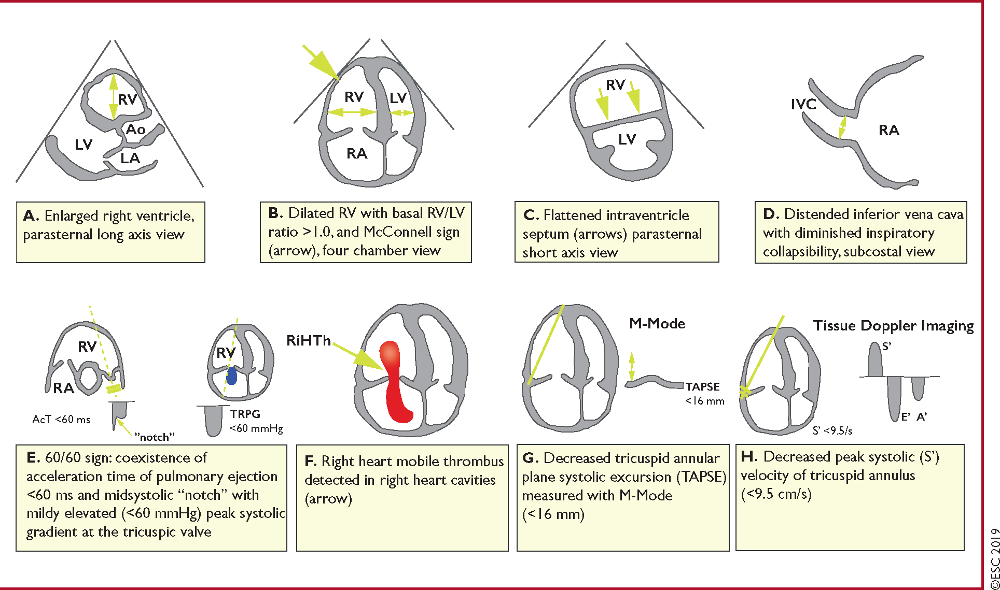 RV
Ao
LV
LA
A. Enlarged right ventricle,
parasternal long axis view
RV
LV
RA
B. Dilated RV with basal RV/LV
ratio >1.0, and McConnell sign
(arrow), four chamber view
RV
LV
C. Flattened intraventricle
septum (arrows) parasternal
short axis view
IVC
RA
D. Distended inferior vena cava
with diminished inspiratory
collapsibility, subcostal view
RV
RA
AcT <60 ms
”notch”
RV
TRPG
<60 mmHg
E. 60/60 sign: coexistence of
acceleration time of pulmonary ejection
<60 ms and midsystolic “notch” with
mildy elevated (<60 mmHg) peak systolic
gradient at the tricuspic valve
RiHTh
F. Right heart mobile thrombus
detected in right heart cavities
(arrow)
M-Mode
TAPSE
<16 mm
G. Decreased tricuspid annular
plane systolic excursion (TAPSE)
measured with M-Mode
(<16 mm)
Tissue Doppler Imaging
S’
E’ A’
S’ <9.5/s
H. Decreased peak systolic (S’)
velocity of tricuspid annulus
(<9.5 cm/s)
©ESC 2019